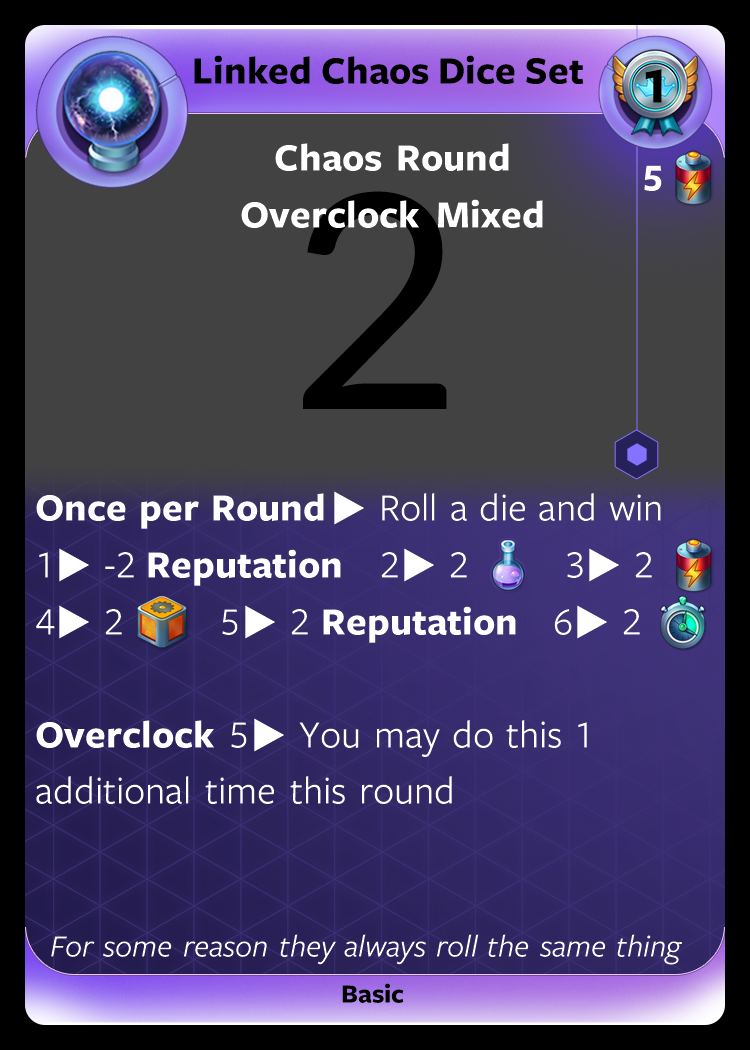 Linked Chaos Dice Set
1
Chaos Round
5
Overclock Mixed
2
Once per Round▶ Roll a die and win
1▶ -2 Reputation 2▶ 2 3▶ 2
4▶ 2 5▶ 2 Reputation 6▶ 2
Overclock 5▶ You may do this 1
additional time this round
For some reason they always roll the same thing
Basic